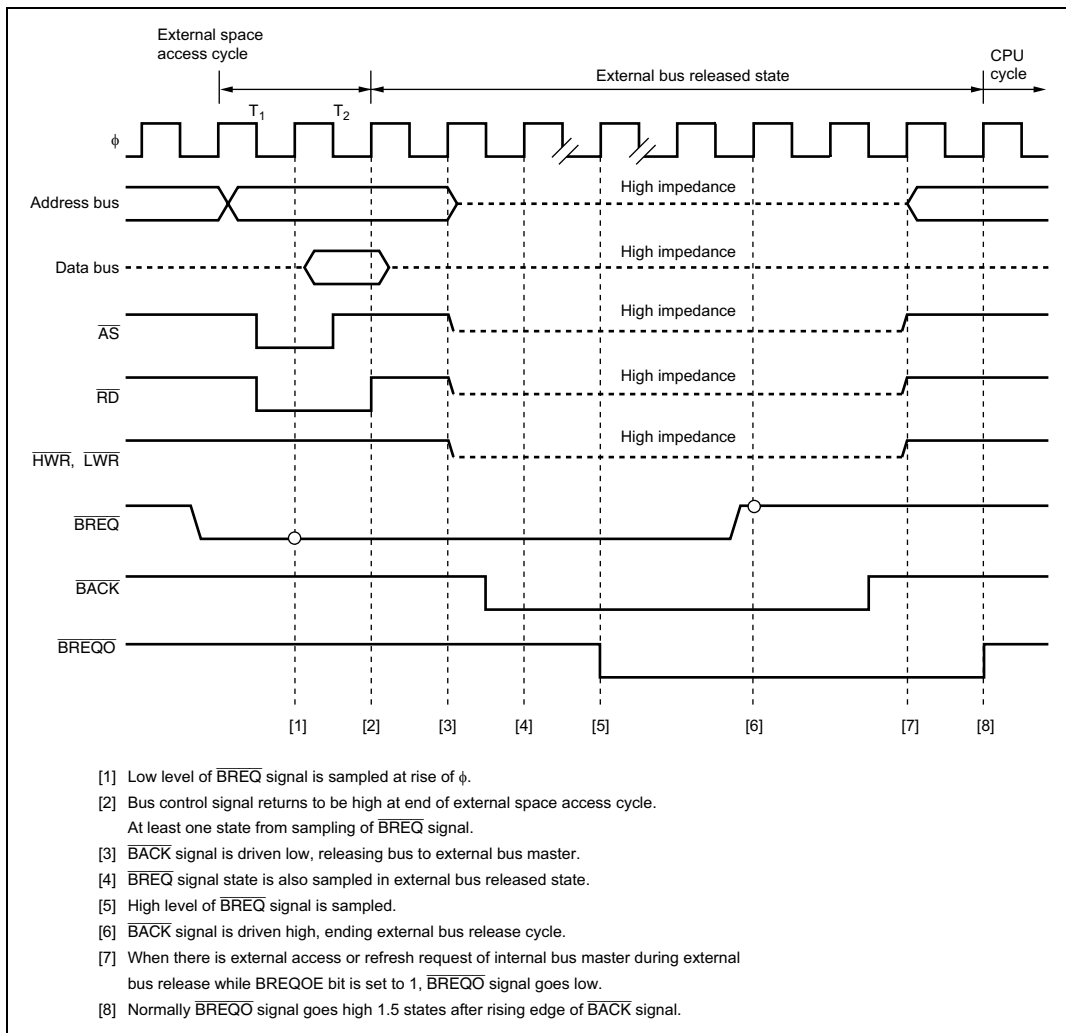 External space
access cycle
External bus released state
CPU
cycle
T1
T2
ϕ
Address bus
High impedance
Data bus
High impedance
AS
High impedance
RD
High impedance
HWR, LWR
High impedance
BREQ
BACK
BREQO
[1] [2] [3] [4] [5] [6] [7] [8]
[1] Low level of BREQ signal is sampled at rise of ϕ.
[2] Bus control signal returns to be high at end of external space access cycle.
At least one state from sampling of BREQ signal.
[3] BACK signal is driven low, releasing bus to external bus master.
[4] BREQ signal state is also sampled in external bus released state.
[5] High level of BREQ signal is sampled.
[6] BACK signal is driven high, ending external bus release cycle.
[7] When there is external access or refresh request of internal bus master during external
bus release while BREQOE bit is set to 1, BREQO signal goes low.
[8] Normally BREQO signal goes high 1.5 states after rising edge of BACK signal.